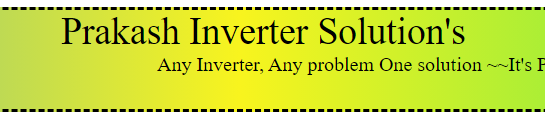 Prakash Inverter Solution's
Any Inverter, Any problem One solution ~~It's